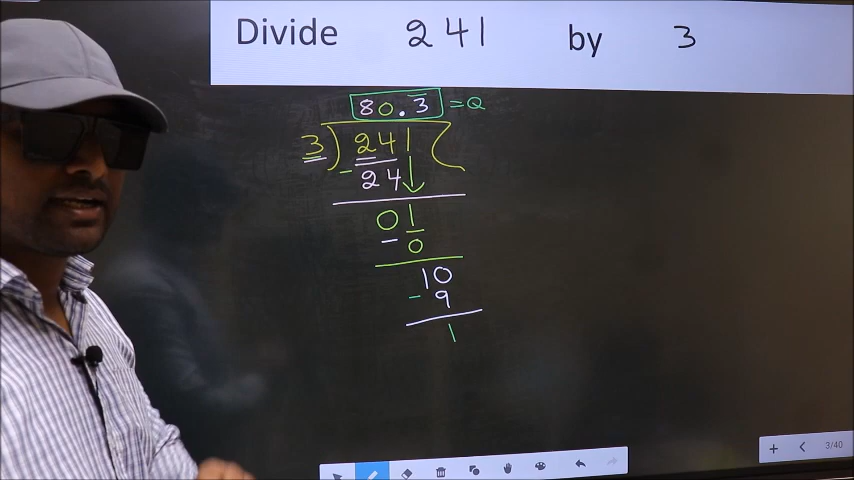 Divide 241 by 3
80.3̅ = Q
3) 241 (
- 24
01
- 0
10
- 9
1
3/40